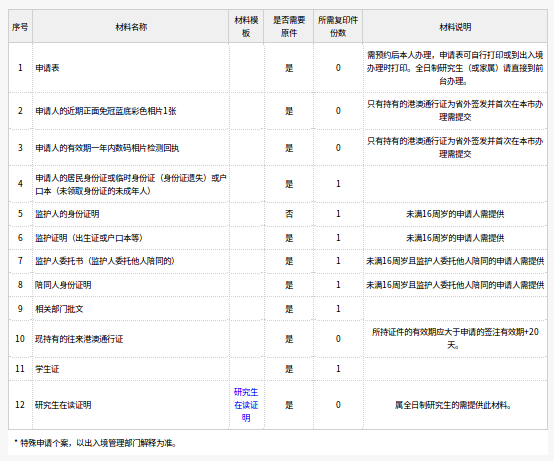 序号 材料名称 材料模板 是否需要原件 所需复印件份数 材料说明
1 申请表 是 0 需预约后本人办理，申请表可自行打印或到出入境办理时打印。全日制研究生（或家属）请直接到前台办理。
2 申请人的近期正面免冠蓝底彩色相片1张 是 0 只有持有的港澳通行证为省外签发并首次在本市办理需提交
3 申请人的有效期一年内数码相片检测回执 是 0 只有持有的港澳通行证为省外签发并首次在本市办理需提交
4 申请人的居民身份证或临时身份证（身份证遗失）或户口本（未领取身份证的未成年人） 是 1
5 监护人的身份证明 否 1 未满16周岁的申请人需提供
6 监护证明（出生证或户口本等） 是 1 未满16周岁的申请人需提供
7 监护人委托书（监护人委托他人陪同的） 是 1 未满16周岁且监护人委托他人陪同的申请人需提供
8 陪同人身份证明 是 1 未满16周岁且监护人委托他人陪同的申请人需提供
9 相关部门批文 是 1
10 现持有的往来港澳通行证 是 0 所持证件的有效期应大于申请的签注有效期+20天。
11 学生证 是 1
12 研究生在读证明 研究生在读证明 是 0 属全日制研究生的需提供此材料。
* 特殊申请个案，以出入境管理部门解释为准。